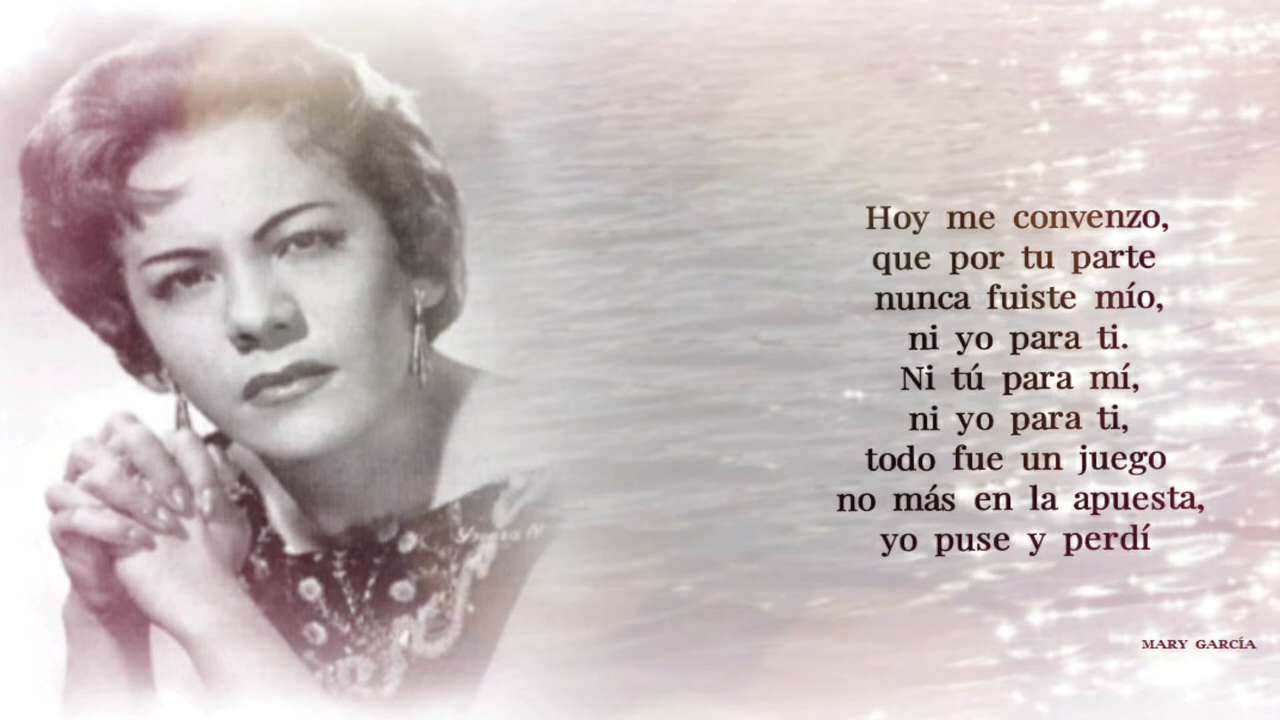 Hoy me convenzo,
que por tu parte
nunca fuiste mío,
ni yo para ti.
Ni tú para mí,
ni yo para ti,
todo fue un juego
no más en la apuesta,
yo puse y perdí
MARY GARCÍA